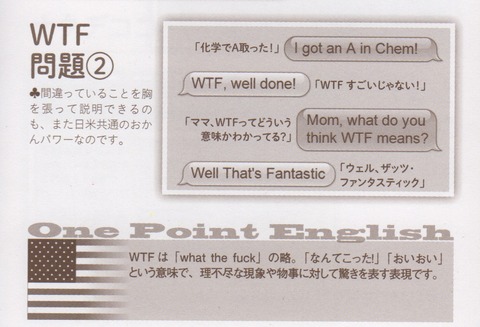 WTF
問題②
♣間違っていることを胸
を張って説明できるの
も、また日米共通のおか
んパワーなのです。
「化学でA取った!」 I got an A in Chem!
WTF, well done! 「WTF すごいじゃない!」
「ママ、WTFってどういう
意味かわかってる?」
Mom, what do you
think WTF means?
Well That's Fantastic
「ウェル、ザッツ・
ファンタスティック」
One Point English
WTF は「what the fuck」の略。「なんてこった!」「おいおい」
という意味で、理不尽な現象や物事に対して驚きを表す表現です。